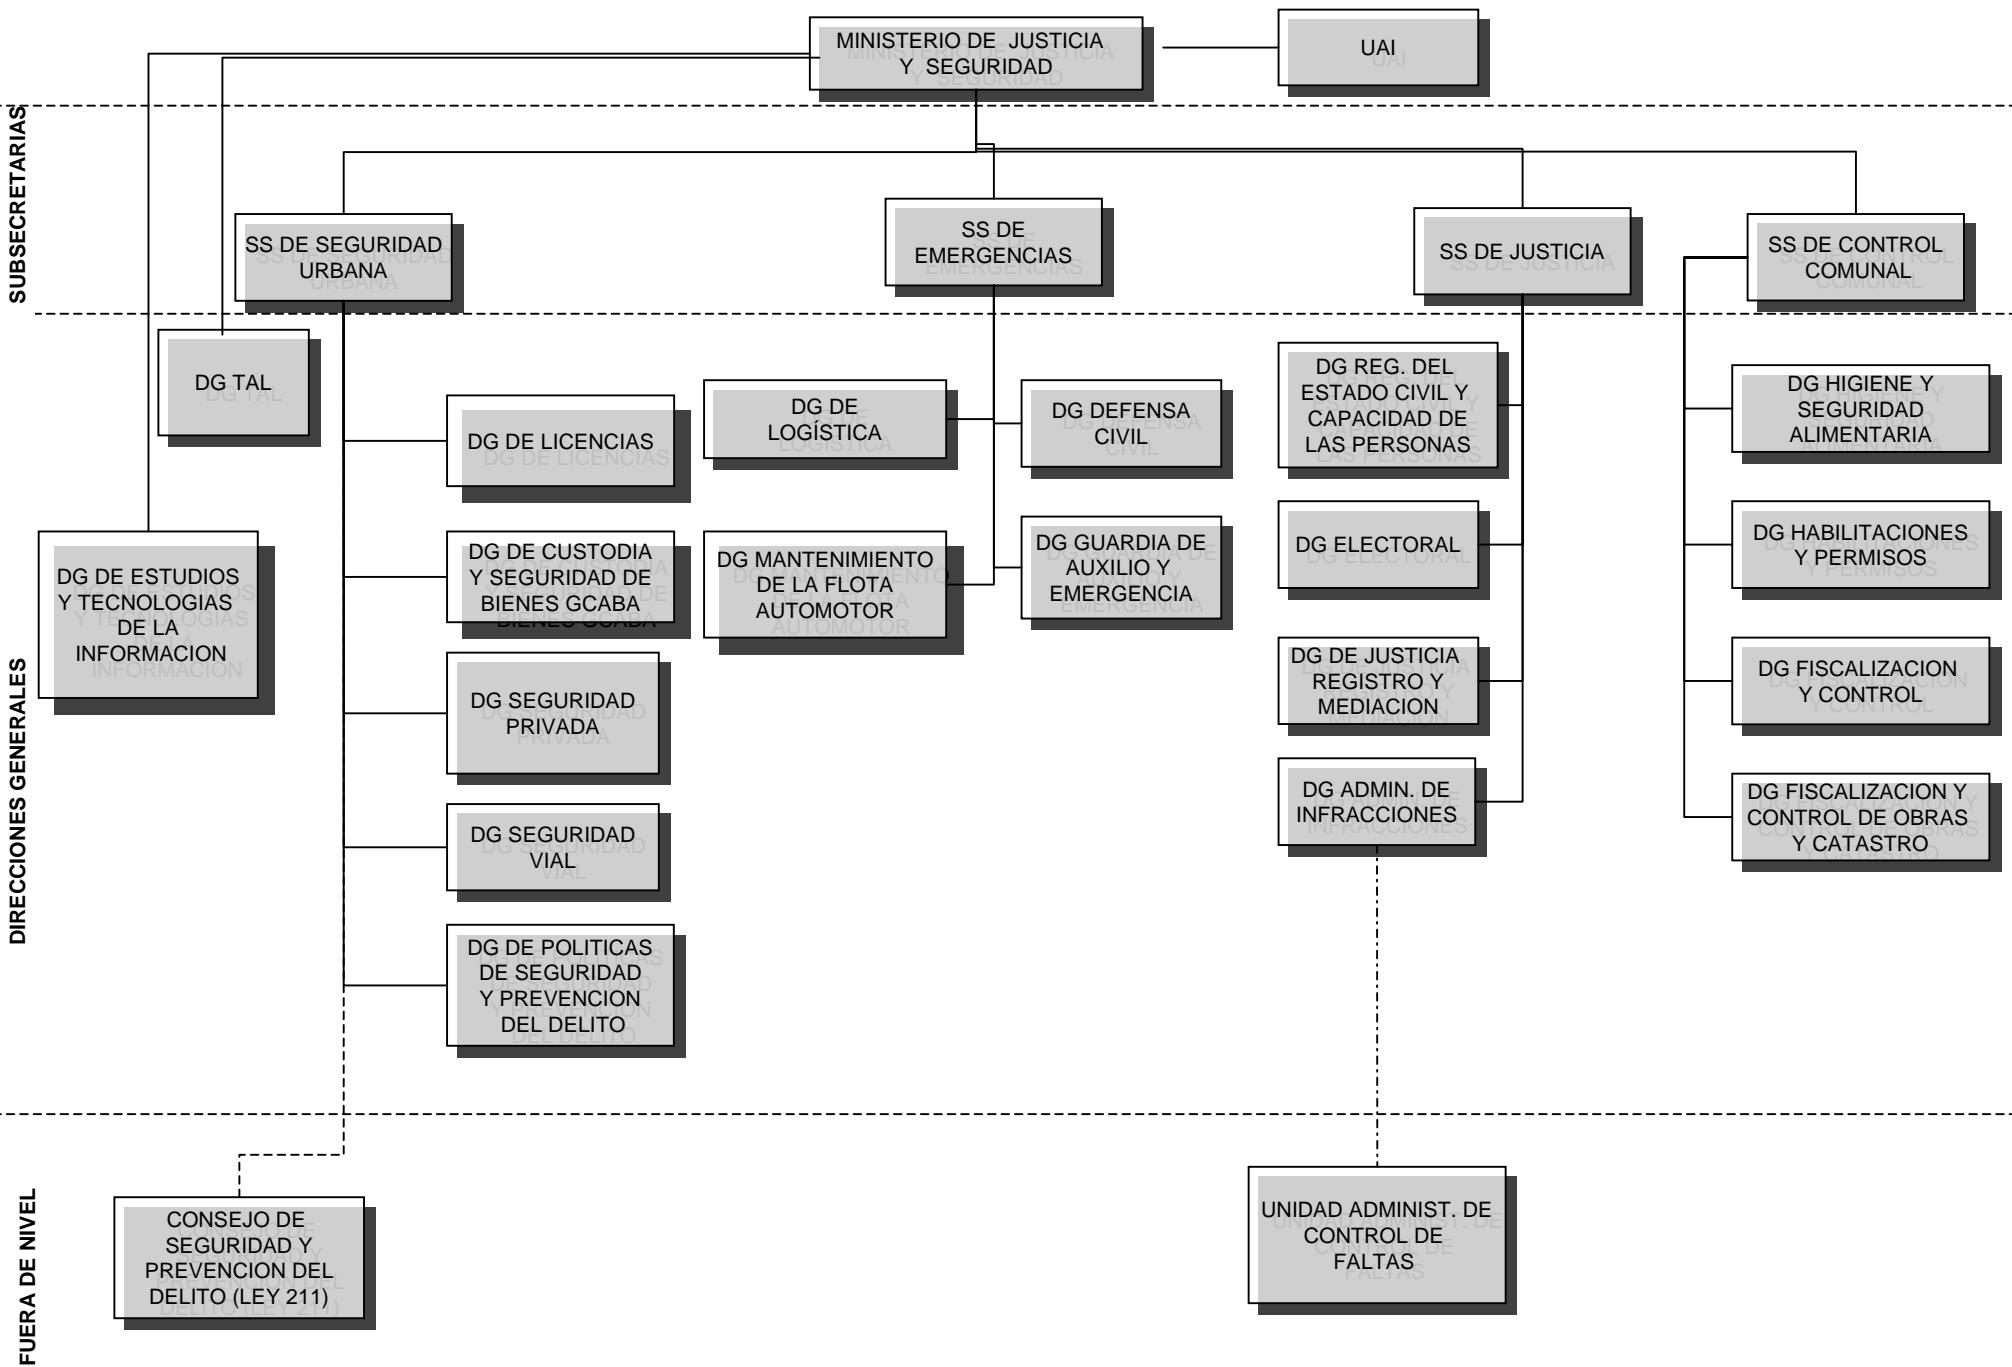 MINISTERIO DE JUSTICIA
Y SEGURIDAD
UAI
SUBSECRETARIAS
SS DE SEGURIDAD
URBANA
SS DE
EMERGENCIAS
SS DE JUSTICIA
SS DE CONTROL
COMUNAL
DIRECCIONES GENERALES
DG TAL
DG DE ESTUDIOS
Y TECNOLOGIAS
DE LA
INFORMACION
DG DE LICENCIAS
DG DE CUSTODIA
Y SEGURIDAD DE
BIENES GCABA
DG SEGURIDAD
PRIVADA
DG SEGURIDAD
VIAL
DG DE POLITICAS
DE SEGURIDAD
Y PREVENCION
DEL DELITO
DG DE
LOGÍSTICA
DG MANTENIMIENTO
DE LA FLOTA
AUTOMOTOR
DG DEFENSA
CIVIL
DG GUARDIA DE
AUXILIO Y
EMERGENCIA
DG REG. DEL
ESTADO CIVIL Y
CAPACIDAD DE
LAS PERSONAS
DG ELECTORAL
DG DE JUSTICIA
REGISTRO Y
MEDIACION
DG ADMIN. DE
INFRACCIONES
DG HIGIENE Y
SEGURIDAD
ALIMENTARIA
DG HABILITACIONES
Y PERMISOS
DG FISCALIZACION
Y CONTROL
DG FISCALIZACION Y
CONTROL DE OBRAS
Y CATASTRO
FUERA DE NIVEL
CONSEJO DE
SEGURIDAD Y
PREVENCION DEL
DELITO (LEY 211)
UNIDAD ADMINIST. DE
CONTROL DE
FALTAS